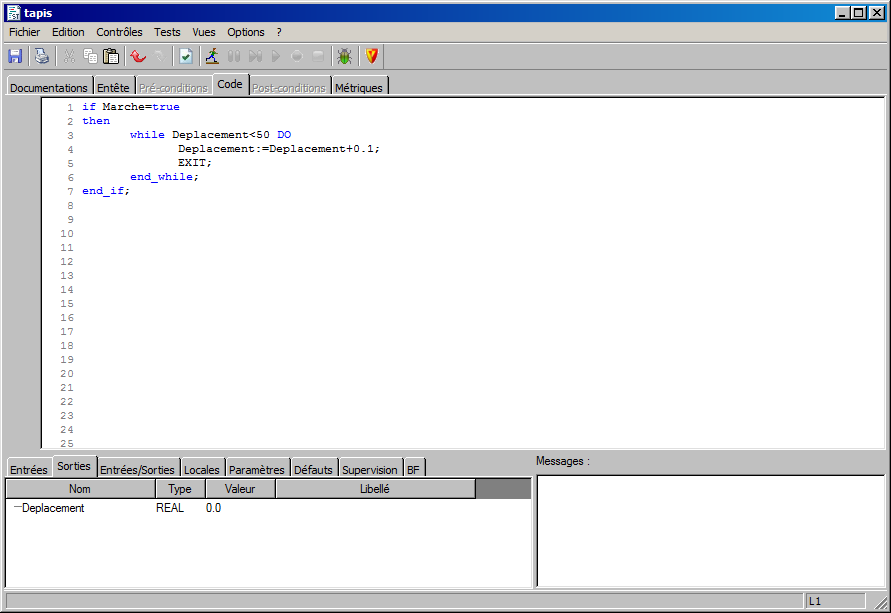 tapis
Fichier Edition Contrôles Tests Vues Options ?
Documentations Entête Pré-conditions Code Post-conditions Métriques
1 if Marche=true
2 then
3 while Deplacement<50 DO
4 Deplacement:=Deplacement+0.1;
5 EXIT;
6 end_while;
7 end_if;
8
9
10
11
12
13
14
15
16
17
18
19
20
21
22
23
24
25
Entrées Sorties Entrées/Sorties Locales Paramètres Défauts Supervision BF
Messages :
Nom Type Valeur Libellé
Deplacement REAL 0.0
L1